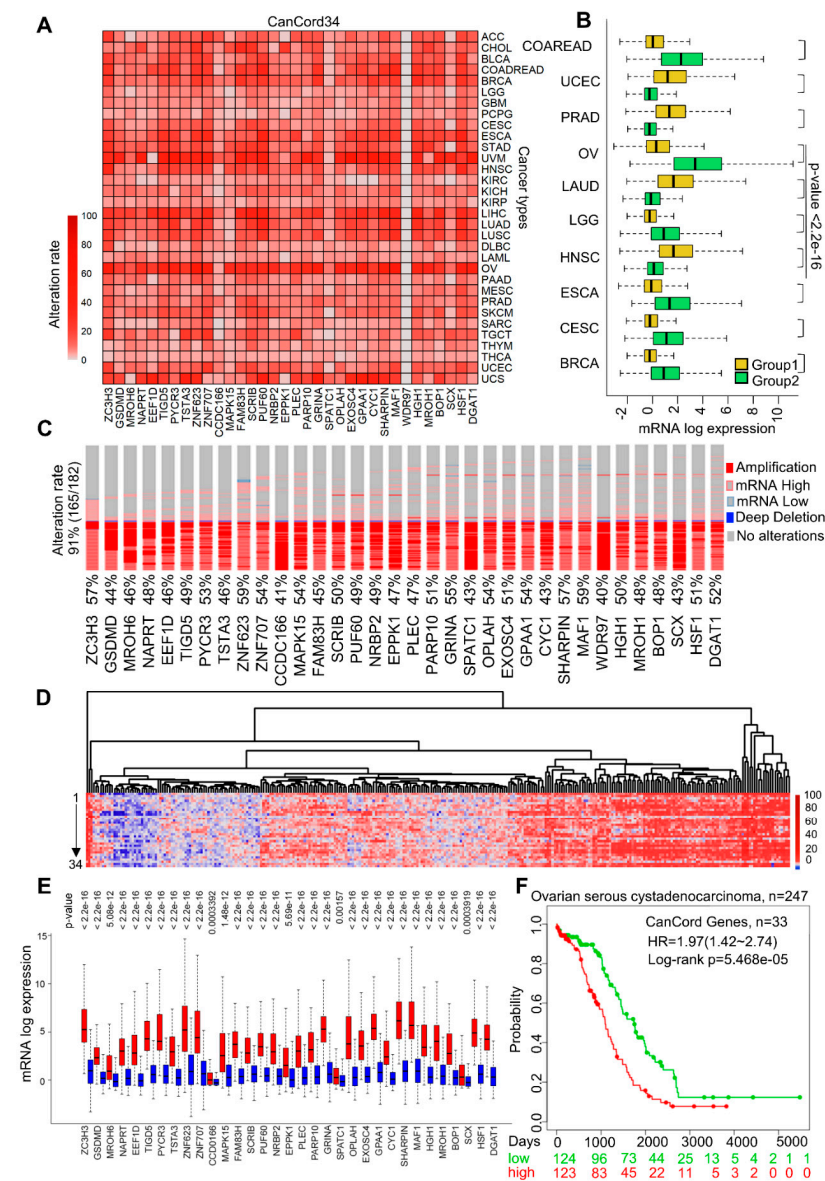 A
CanCord34
ACC
CHOL
BLCA
COADREAD
BRCA
LGG
GBM
PCPG
CESC
ESCA
STAD
UVM
HNSC
KIRC
KICH
KIRP
LIHC
LUAD
LUSC
DLBC
LAML
OV
PAAD
MESC
PRAD
SKCM
SARC
TGCT
THYM
THCA
UCEC
UCS
Cancer types
Alteration rate
100
80
60
40
20
0
ZC3H3
GSDMD
MROH6
NAPRT
EEF1D
TIGD5
PYCR3
TSTA3
ZNF623
ZNF707
CCDC166
MAPK15
FAM83H
SCRIB
PUF60
NRBP2
EPPK1
PLEC
PARP10
GRINA
SPATC1
OPLAH
EXOSC4
GPAA1
CYC1
SHARPIN
MAF1
WDR97
HGH1
MROH1
BOP1
SCX
HSF1
DGAT1
B
COAREAD
UCEC
PRAD
OV
LAUD
LGG
HNSC
ESCA
CESC
BRCA
p-value <2.2e-16
Group1
Group2
-2 0 2 4 6 8 10
mRNA log expression
C
Alteration rate
91% (165/182)
Amplification
mRNA High
mRNA Low
Deep Deletion
No alterations
57% 44% 46% 48% 46% 49% 53% 46% 59% 54% 41% 54% 45% 50% 49% 49% 47% 47% 51% 55% 43% 54% 51% 54% 43% 57% 59% 40% 50% 48% 48% 43% 51% 52%
ZC3H3
GSDMD
MROH6
NAPRT
EEF1D
TIGD5
PYCR3
TSTA3
ZNF623
ZNF707
CCDC166
MAPK15
FAM83H
SCRIB
PUF60
NRBP2
EPPK1
PLEC
PARP10
GRINA
SPATC1
OPLAH
EXOSC4
GPAA1
CYC1
SHARPIN
MAF1
WDR97
HGH1
MROH1
BOP1
SCX
HSF1
DGAT1
D
1
34
100
80
60
40
20
0
E
p-value
< 2.2e-16
< 2.2e-16
5.08e-12
< 2.2e-16
< 2.2e-16
< 2.2e-16
< 2.2e-16
< 2.2e-16
< 2.2e-16
< 2.2e-16
0.0003392
1.48e-12
< 2.2e-16
< 2.2e-16
< 2.2e-16
< 2.2e-16
5.69e-11
< 2.2e-16
< 2.2e-16
< 2.2e-16
0.00157
< 2.2e-16
< 2.2e-16
< 2.2e-16
< 2.2e-16
< 2.2e-16
< 2.2e-16
< 2.2e-16
< 2.2e-16
< 2.2e-16
0.0003919
< 2.2e-16
< 2.2e-16
mRNA log expression
15
10
5
0
ZC3H3
GSDMD
MROH6
NAPRT
EEF1D
TIGD5
PYCR3
TSTA3
ZNF623
ZNF707
CCD0166
MAPK15
FAM83H
SCRIB
PUF60
NRBP2
EPPK1
PLEC
PARP10
GRINA
SPATC1
OPLAH
EXOSC4
GPAA1
CYC1
SHARPIN
MAF1
HGH1
MROH1
BOP1
SCX
HSF1
DGAT1
F
Ovarian serous cystadenocarcinoma, n=247
CanCord Genes, n=33
HR=1.97(1.42~2.74)
Log-rank p=5.468e-05
Probability
1.0
0.8
0.6
0.4
0.2
0.0
Days 0 1000 2000 3000 4000 5000
low 124 96 73 44 25 13 5 4 2 1 1
high 123 83 45 22 11 5 3 2 0 0 0